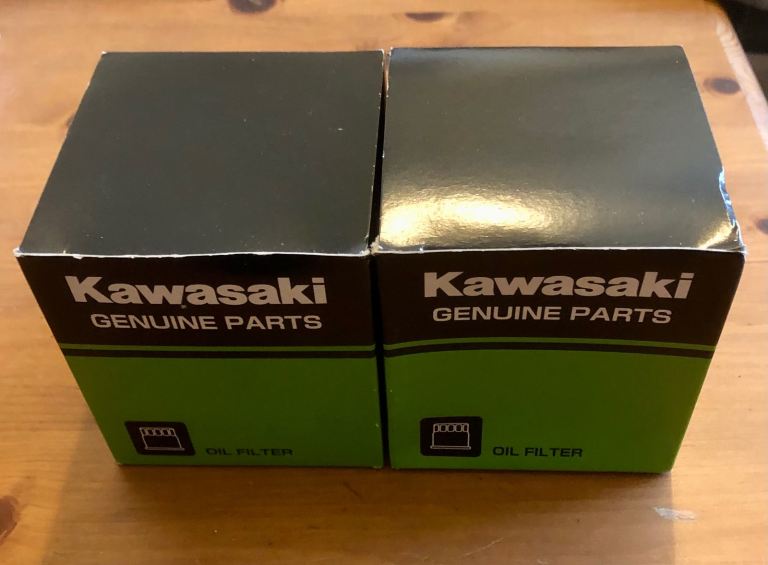 Kawasaki
GENUINE PARTS
OIL FILTER
Kawasaki
GENUINE PARTS
OIL FILTER